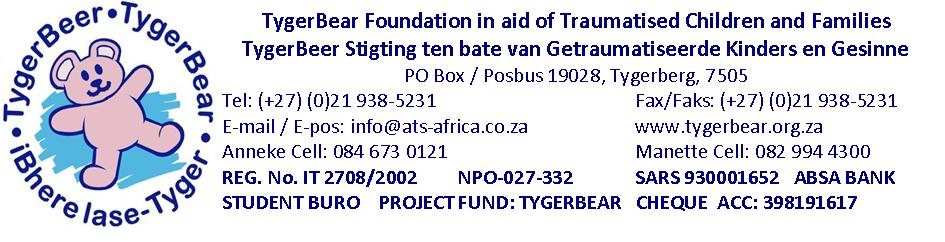 TygerBeer • TygerBear • iBhere lase-Tyger •
TygerBear Foundation in aid of Traumatised Children and Families
TygerBeer Stigting ten bate van Getraumatiseerde Kinders en Gesinne
PO Box / Posbus 19028, Tygerberg, 7505
Tel: (+27) (0)21 938-5231 Fax/Faks: (+27) (0)21 938-5231
E-mail / E-pos: info@ats-africa.co.za www.tygerbear.org.za
Anneke Cell: 084 673 0121 Manette Cell: 082 994 4300
REG. No. IT 2708/2002 NPO-027-332 SARS 930001652 ABSA BANK
STUDENT BURO PROJECT FUND: TYGERBEAR CHEQUE ACC: 398191617